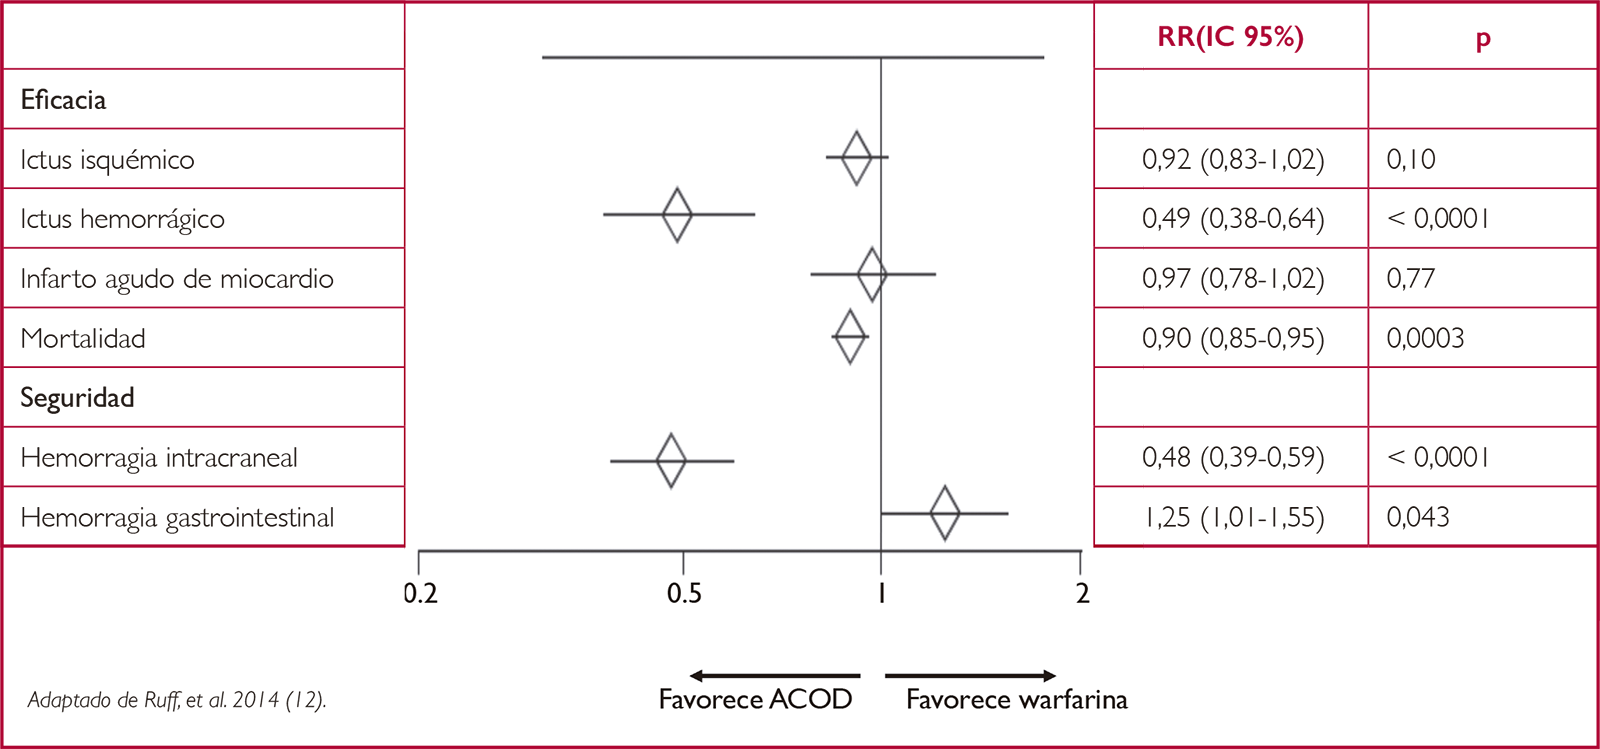 RR(IC 95%) p
Eficacia
Ictus isquémico 0,92 (0,83-1,02) 0,10
Ictus hemorrágico 0,49 (0,38-0,64) < 0,0001
Infarto agudo de miocardio 0,97 (0,78-1,02) 0,77
Mortalidad 0,90 (0,85-0,95) 0,0003
Seguridad
Hemorragia intracraneal 0,48 (0,39-0,59) < 0,0001
Hemorragia gastrointestinal 1,25 (1,01-1,55) 0,043
0.2 0.5 1 2
Favorece ACOD Favorece warfarina
Adaptado de Ruff, et al. 2014 (12).